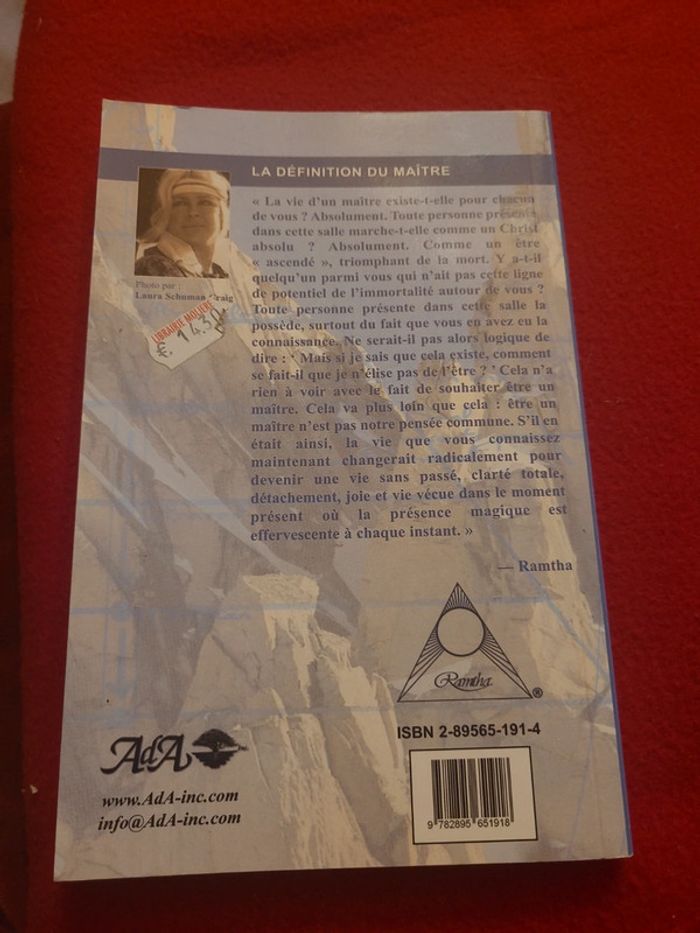 LA DÉFINITION DU MAÎTRE
« La vie d'un maître existe-t-elle pour chacun
de vous ? Absolument. Toute personne présente
dans cette salle marche-t-elle comme un Christ
absolu ? Absolument. Comme un être
« ascendé », triomphant de la mort. Y a-t-il
quelqu'un parmi vous qui n'ait pas cette ligne
de potentiel de l'immortalité autour de vous ?
Toute personne présente dans cette salle la
possède, surtout du fait que vous en avez eu la
connaissance. Ne serait-il pas alors logique de
dire : ‘ Mais si je sais que cela existe, comment
se fait-il que je n'élise pas de l'être ? ’ Cela n'a
rien à voir avec le fait de souhaiter être un
maître. Cela va plus loin que cela : être un
maître n'est pas notre pensée commune. S'il en
était ainsi, la vie que vous connaissez
maintenant changerait radicalement pour
devenir une vie sans passé, clarté totale,
détachement, joie et vie vécue dans le moment
présent où la présence magique est
effervescente à chaque instant. »
— Ramtha
Photo par :
Laura Schuman Craig
LIBRAIRIE MOLIERE
Ramtha
®
ISBN 2-89565-191-4
9 782895 651918
AdA
www.AdA-inc.com
info@AdA-inc.com